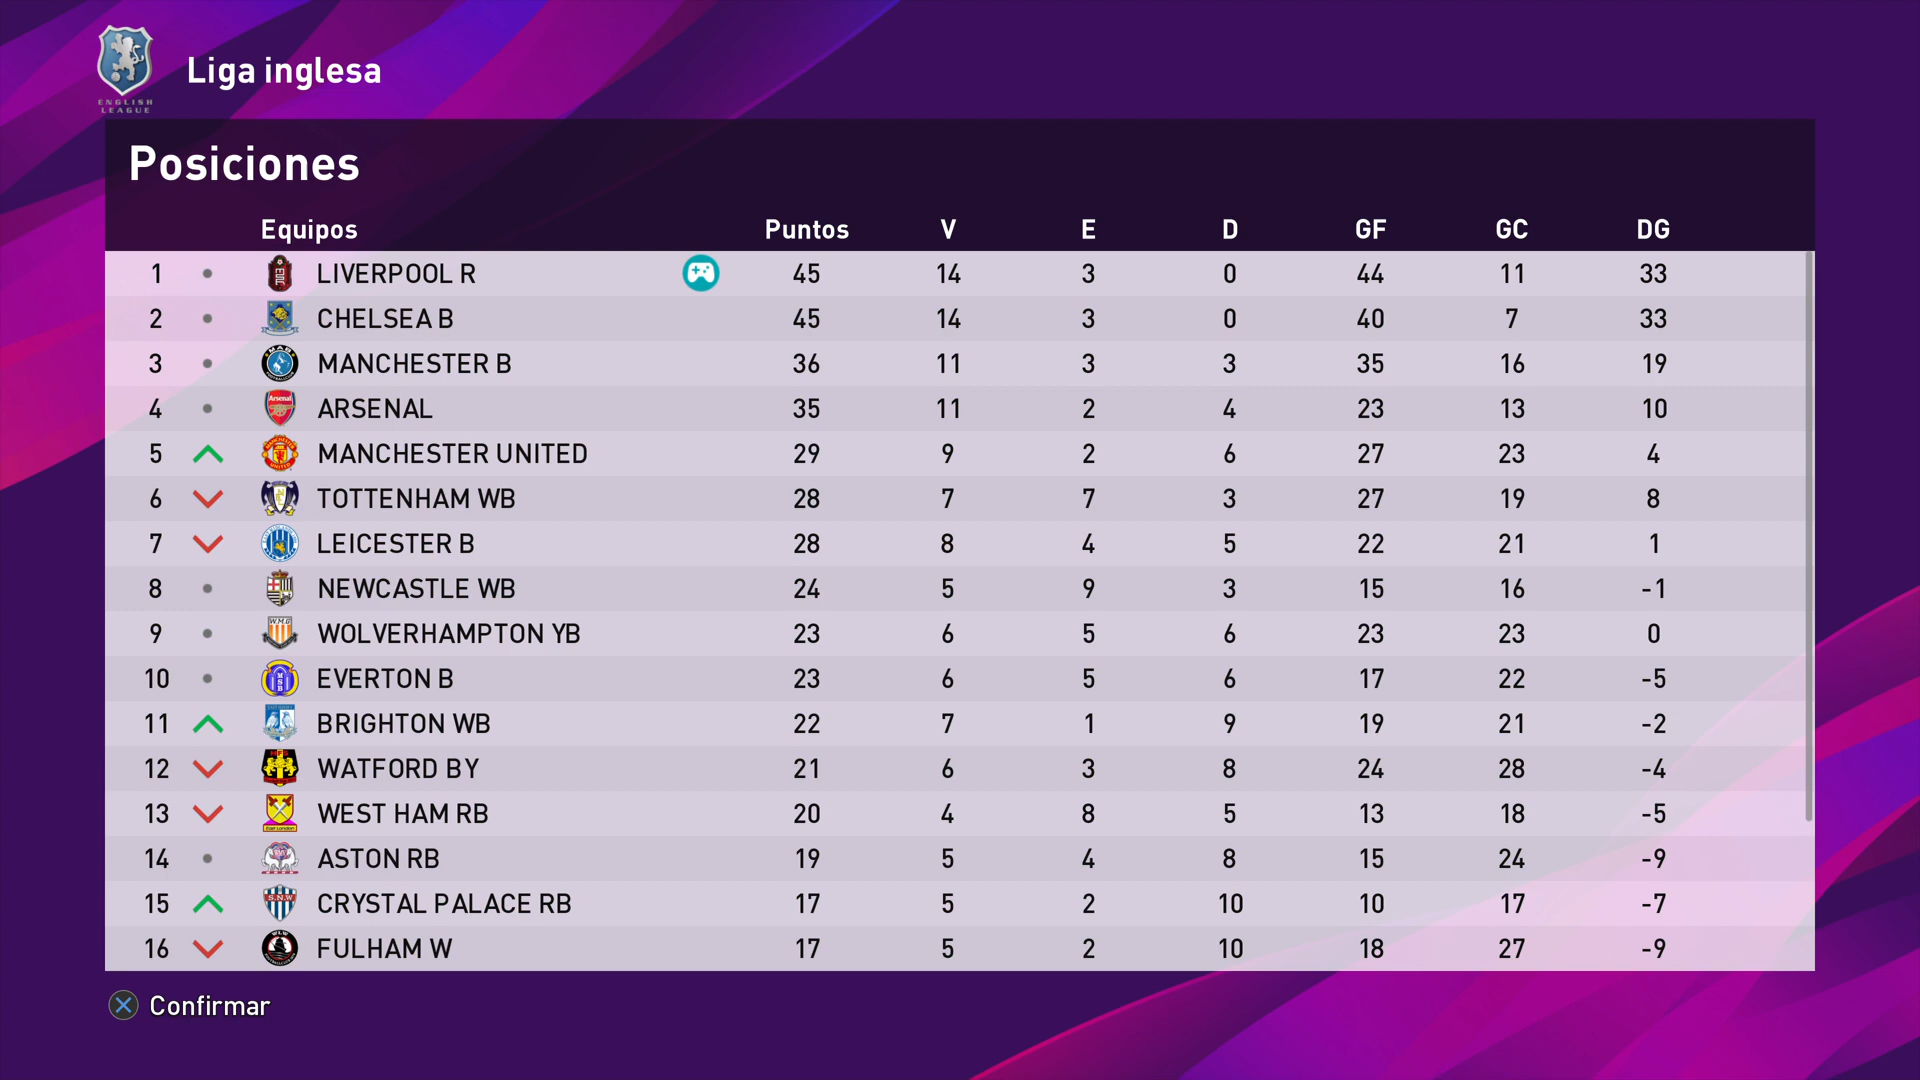 ENGLISH
LEAGUE
Liga inglesa
Posiciones
Equipos Puntos V E D GF GC DG
1 LIVERPOOL R 45 14 3 0 44 11 33
2 CHELSEA B 45 14 3 0 40 7 33
3 MANCHESTER B 36 11 3 3 35 16 19
4 Arsenal ARSENAL 35 11 2 4 23 13 10
5 MANCHESTER UNITED MANCHESTER UNITED 29 9 2 6 27 23 4
6 TOTTENHAM WB 28 7 7 3 27 19 8
7 LEICESTER B 28 8 4 5 22 21 1
8 NEWCASTLE WB 24 5 9 3 15 16 -1
9 W.M.G WOLVERHAMPTON YB 23 6 5 6 23 23 0
10 EVERTON B 23 6 5 6 17 22 -5
11 BRIGHTON WB 22 7 1 9 19 21 -2
12 WATFORD BY 21 6 3 8 24 28 -4
13 East London WEST HAM RB 20 4 8 5 13 18 -5
14 ASTON RB 19 5 4 8 15 24 -9
15 S.N.W CRYSTAL PALACE RB 17 5 2 10 10 17 -7
16 WLW FULHAM W 17 5 2 10 18 27 -9
Confirmar